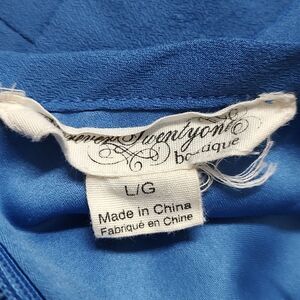 Twentyone
boutique
L/G
Made in China
Fabriqué en Chine